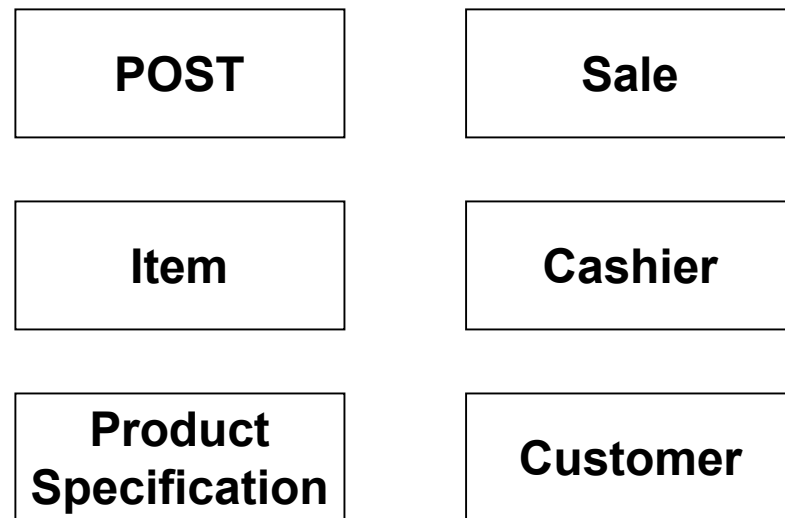 POST
Sale
Item
Cashier
Product
Specification
Customer